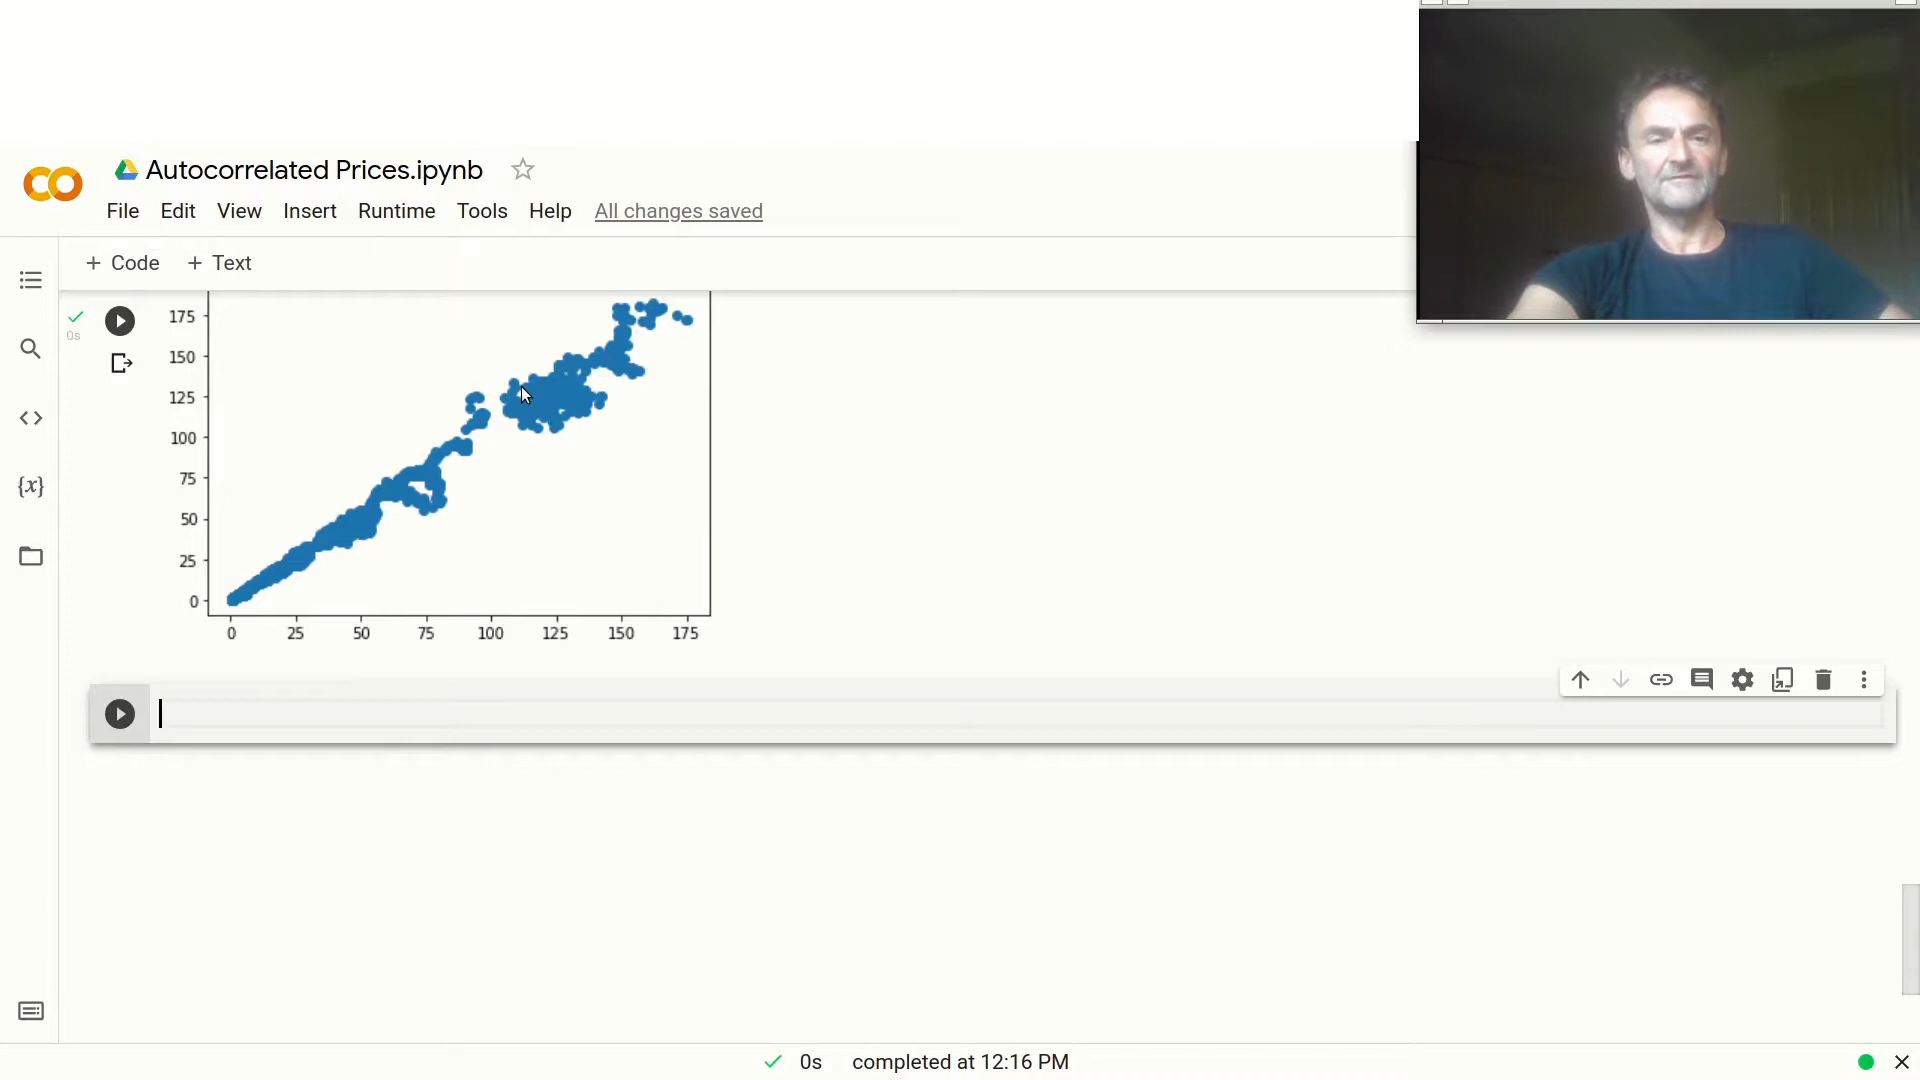 Autocorrelated Prices.ipynb
File Edit View Insert Runtime Tools Help All changes saved
+ Code + Text
0s
175
150
125
100
75
50
25
0
0 25 50 75 100 125 150 175
{x}
0s completed at 12:16 PM